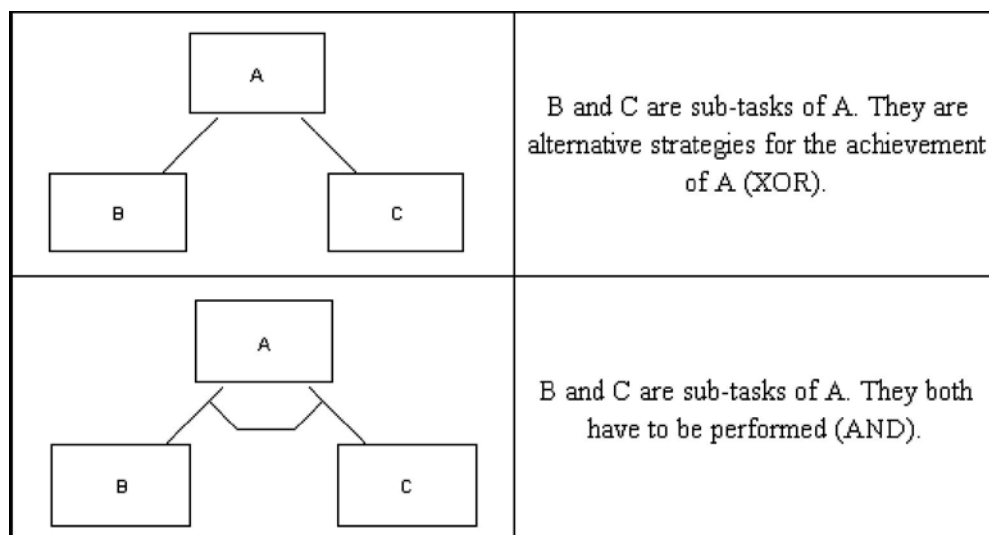 A
B
C
B and C are sub-tasks of A. They are
alternative strategies for the achievement
of A (XOR).
A
B
C
B and C are sub-tasks of A. They both
have to be performed (AND).